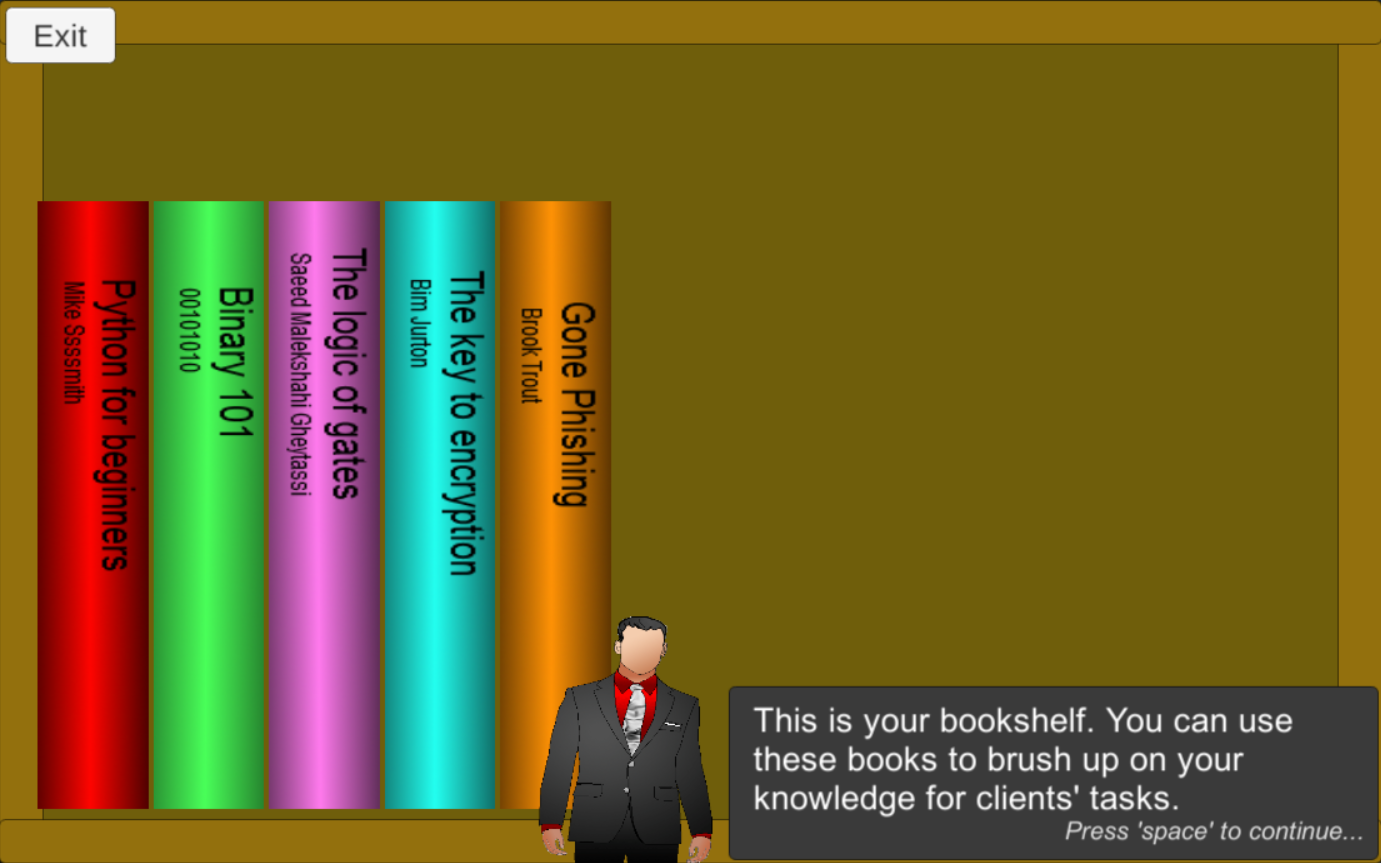 Exit
Python for beginners
Mike Sssssmith
Binary 101
00101010
The logic of gates
Saeed Malekshahi Gheytassi
The key to encryption
Bim Jurton
Gone Phishing
Brook Trout
This is your bookshelf. You can use
these books to brush up on your
knowledge for clients' tasks.
Press 'space' to continue...